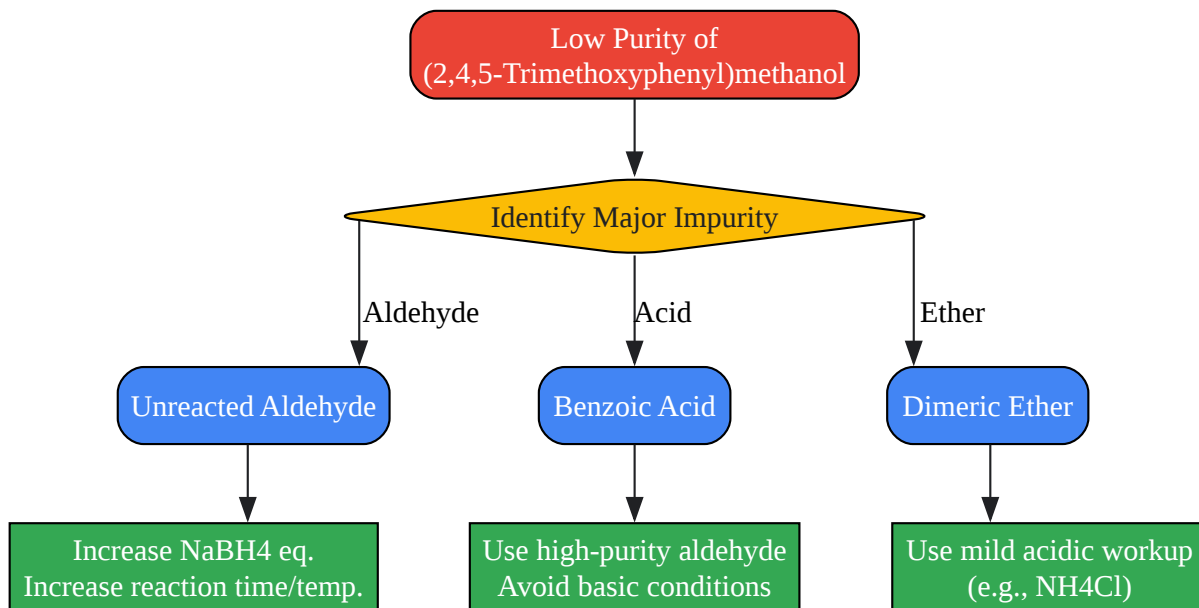 Low Purity of
(2,4,5-Trimethoxyphenyl)methanol
Identify Major Impurity
Aldehyde
Acid
Ether
Unreacted Aldehyde
Benzoic Acid
Dimeric Ether
Increase NaBH4 eq.
Increase reaction time/temp.
Use high-purity aldehyde
Avoid basic conditions
Use mild acidic workup
(e.g., NH4Cl)